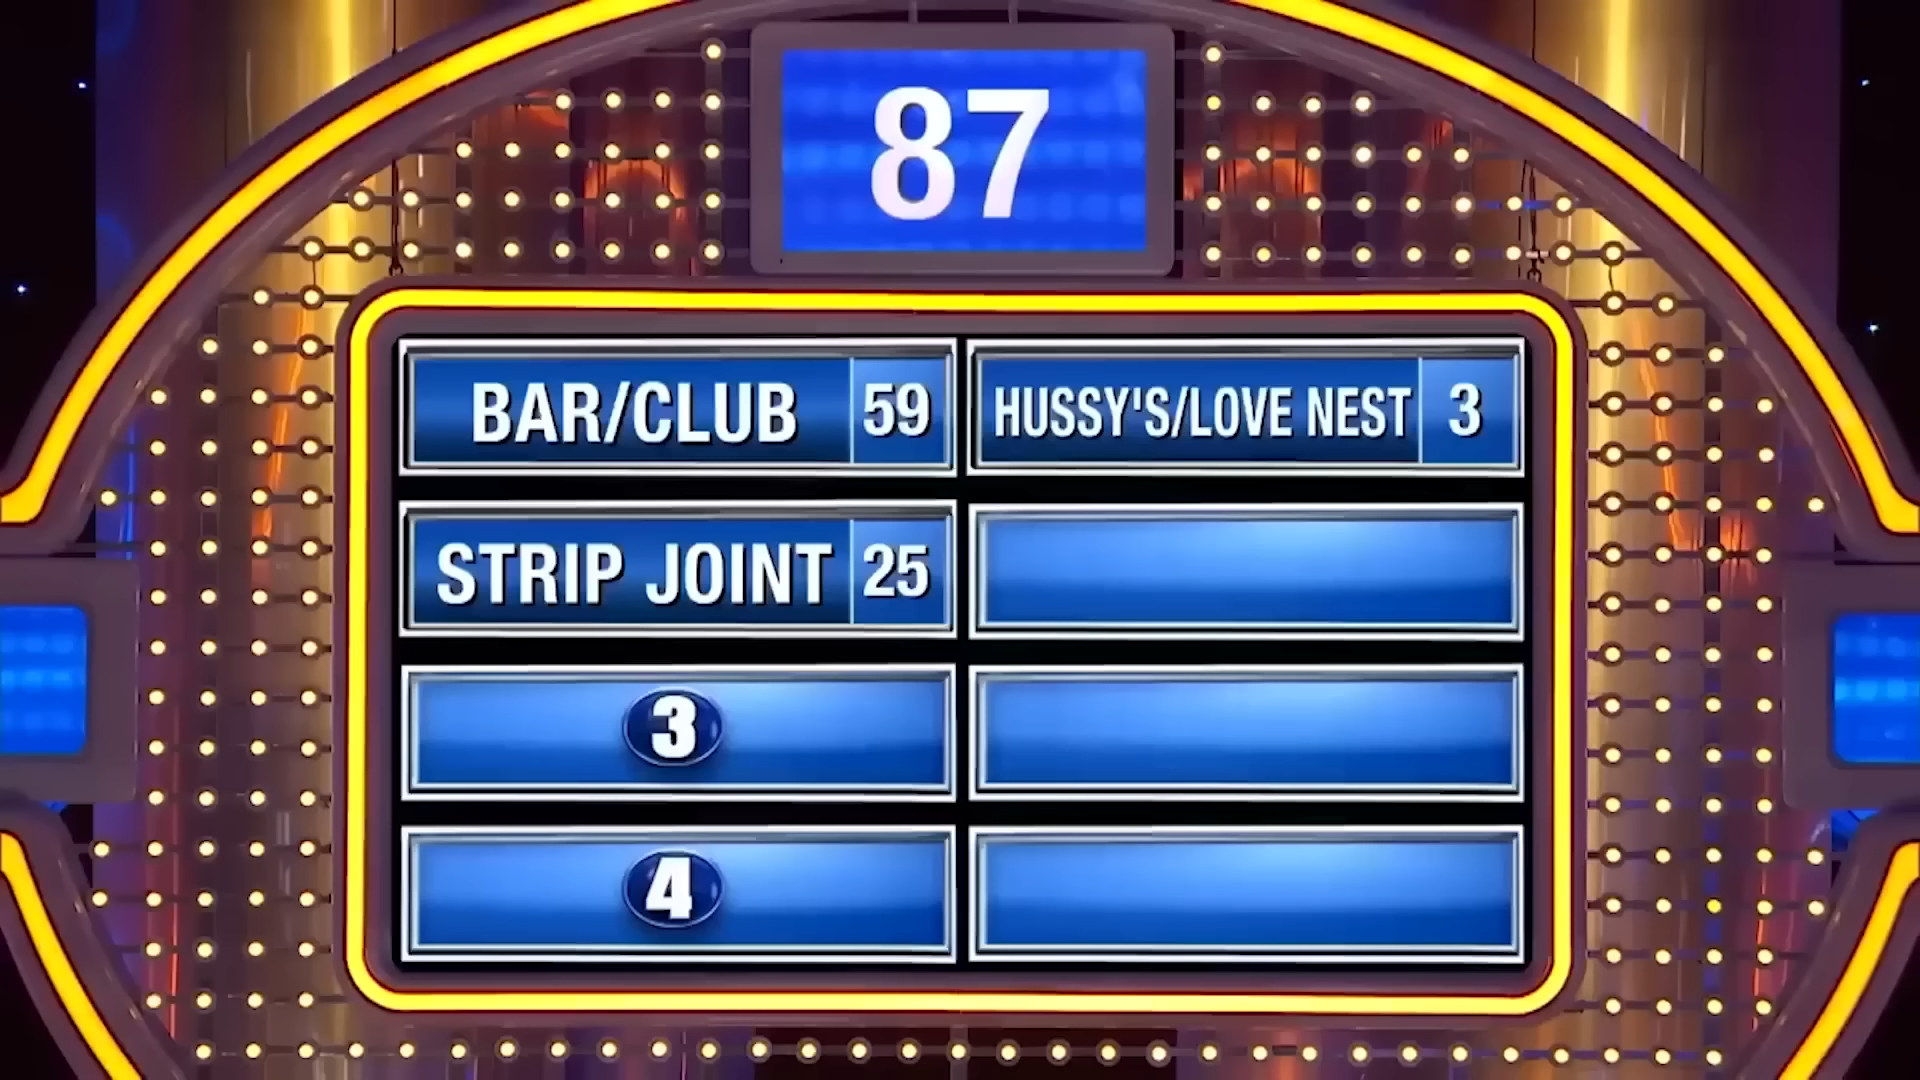 87
BAR/CLUB 59
HUSSY'S/LOVE NEST 3
STRIP JOINT 25
3
4